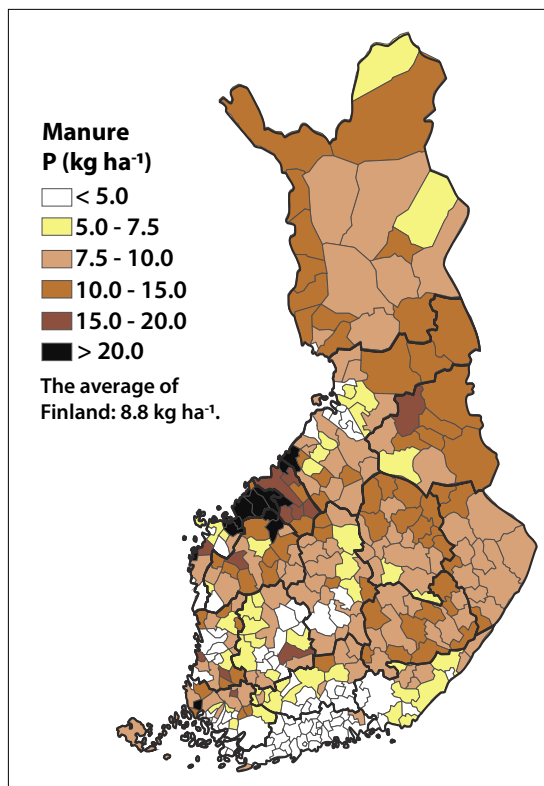 Manure
P (kg ha⁻¹)
< 5.0
5.0 - 7.5
7.5 - 10.0
10.0 - 15.0
15.0 - 20.0
> 20.0
The average of
Finland: 8.8 kg ha⁻¹.